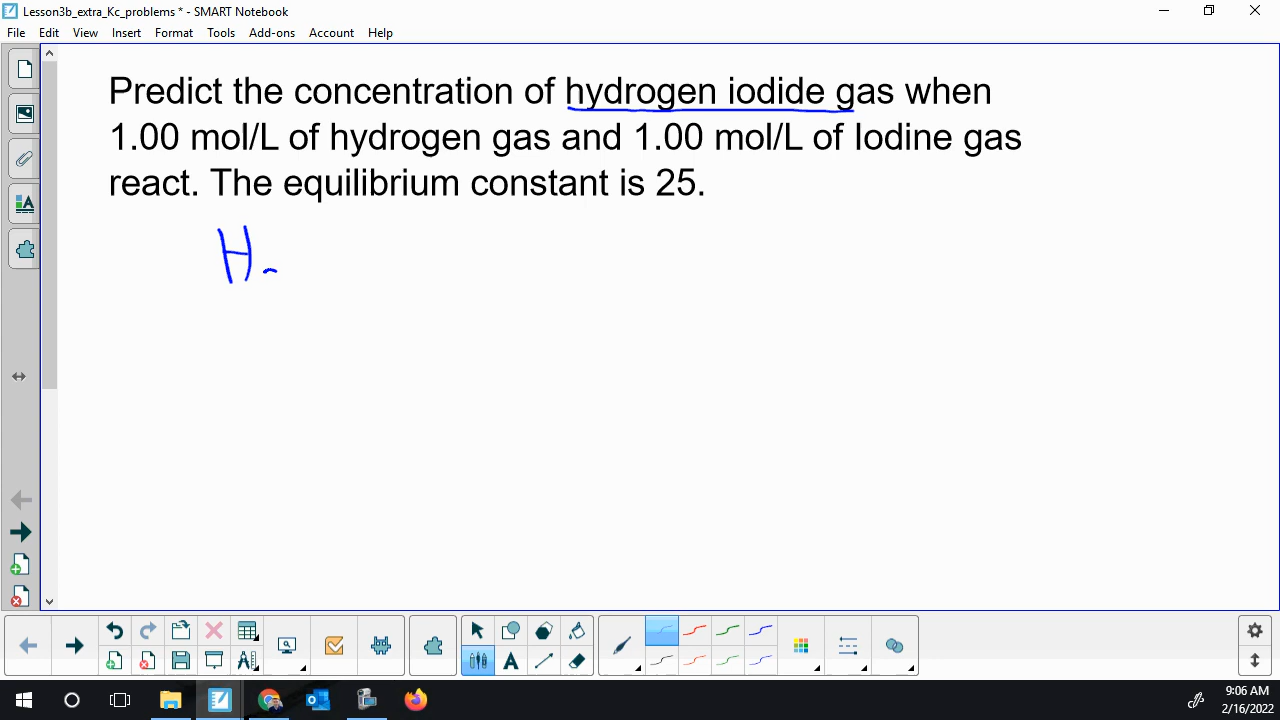 Lesson3b_extra_Kc_problems * - SMART Notebook
File Edit View Insert Format Tools Add-ons Account Help
Predict the concentration of hydrogen iodide gas when
1.00 mol/L of hydrogen gas and 1.00 mol/L of Iodine gas
react. The equilibrium constant is 25.
H
9:06 AM
2/16/2022